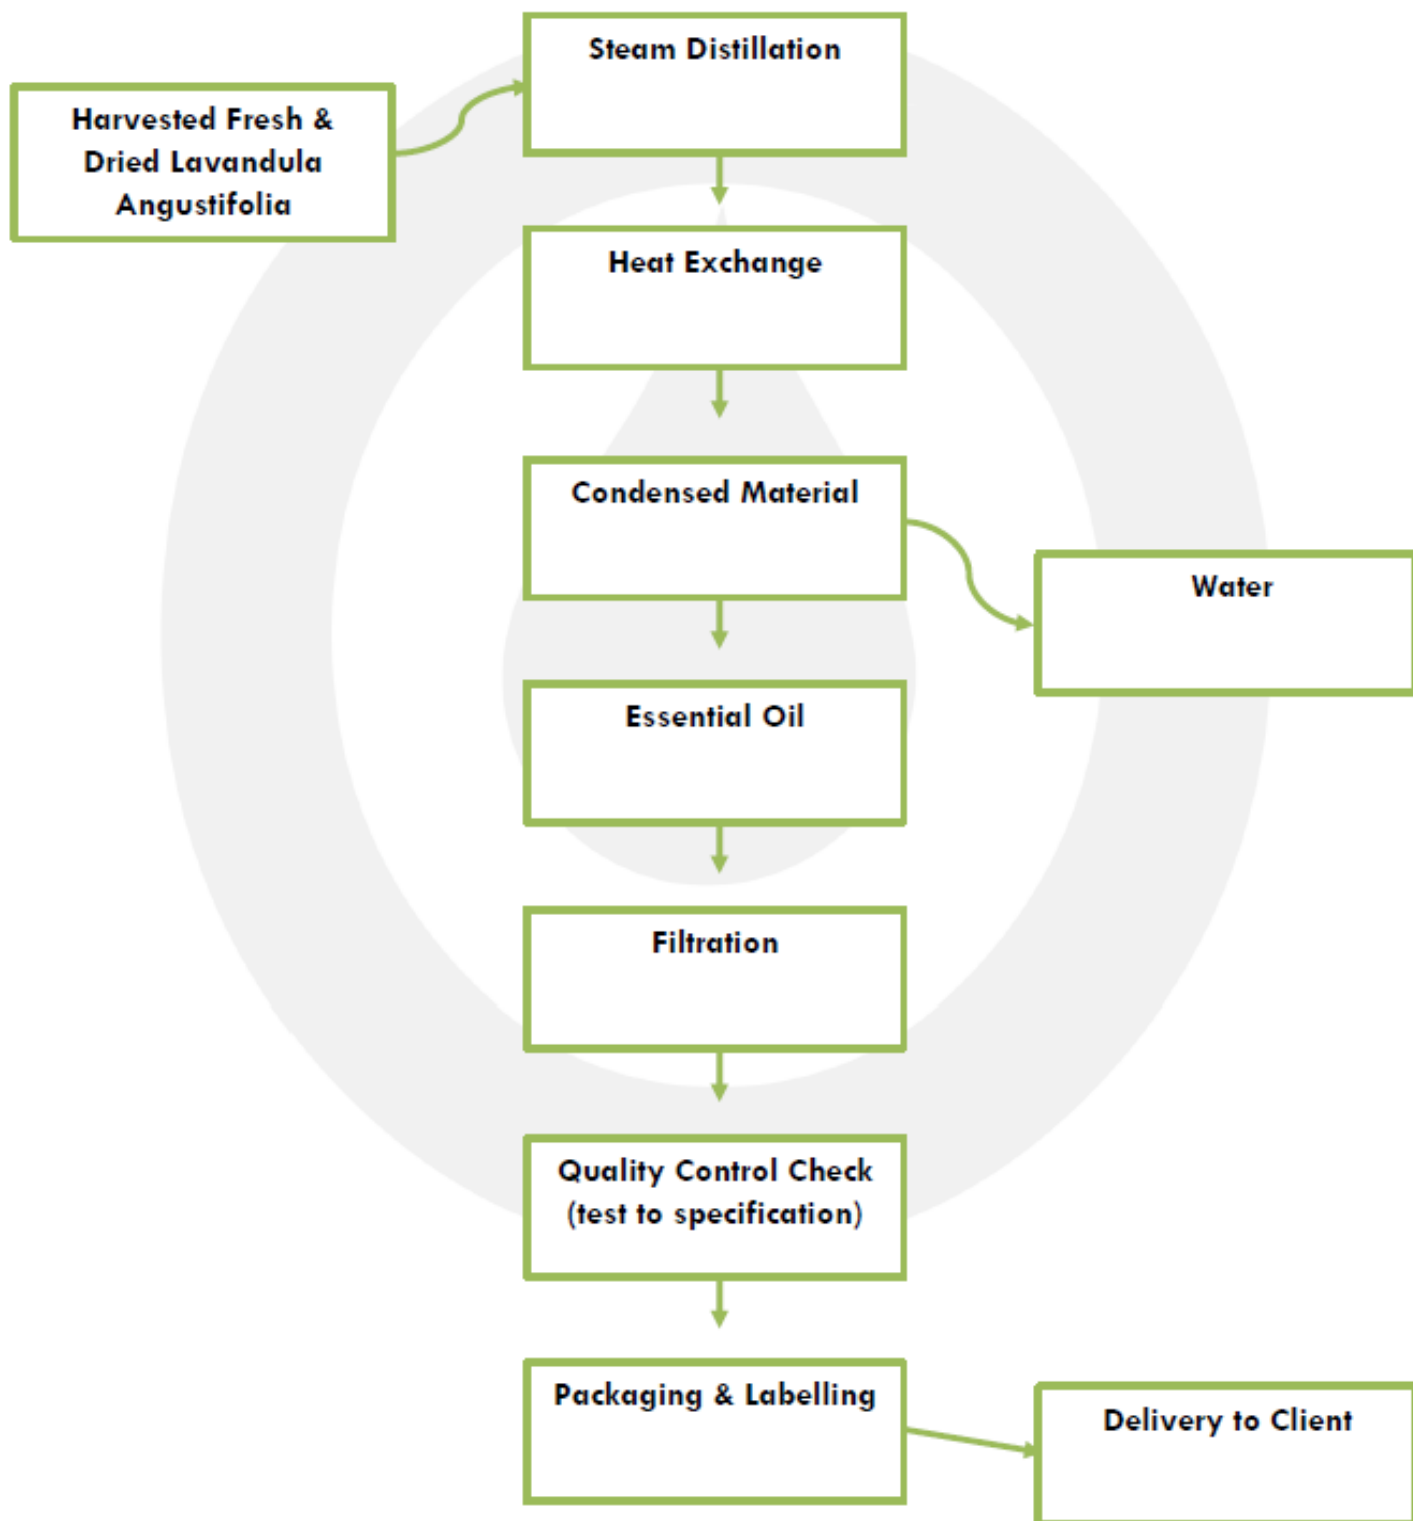 Steam Distillation
Harvested Fresh &
Dried Lavandula
Angustifolia
Heat Exchange
Condensed Material
Water
Essential Oil
Filtration
Quality Control Check
(test to specification)
Packaging & Labelling
Delivery to Client